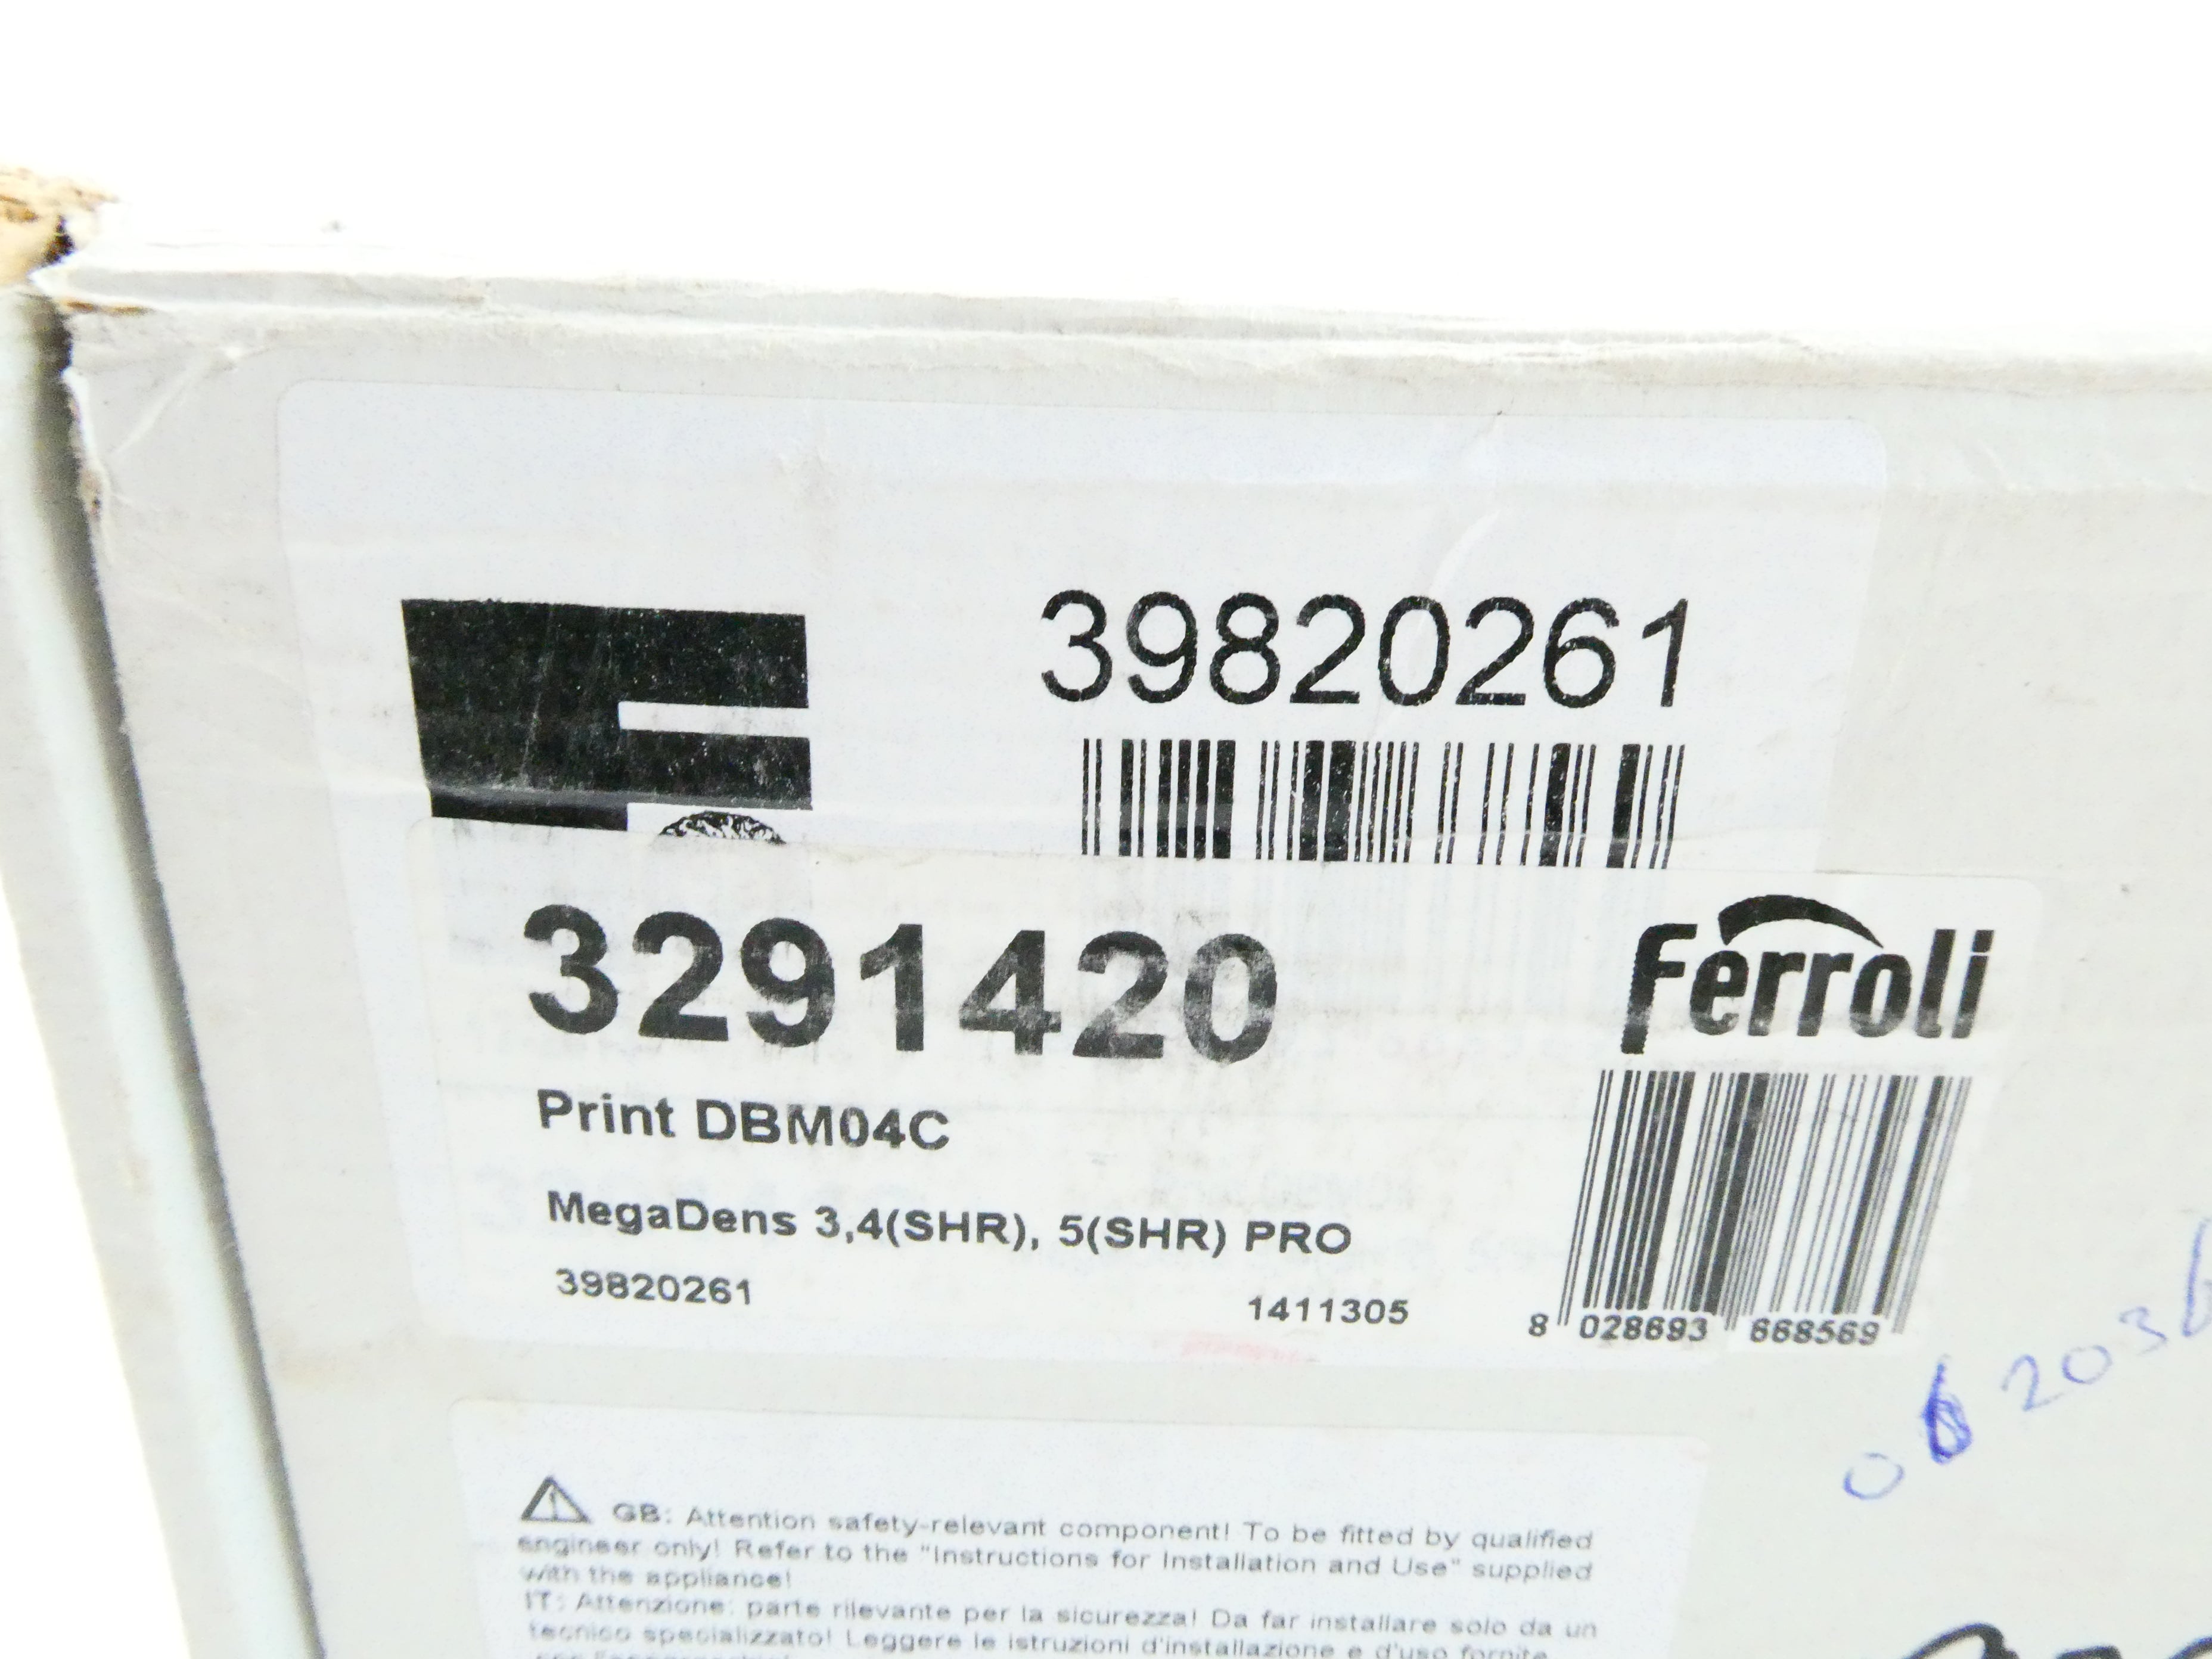 39820261
3291420
Ferroli
Print DBM04C
MegaDens 3,4(SHR), 5(SHR) PRO
39820261 1411305
8 028693 668569
GB: Attention safety-relevant component! To be fitted by qualified
engineer only! Refer to the "Instructions for Installation and Use" supplied
with the appliance!
IT: Attenzione: parte rilevante per la sicurezza! Da far installare solo da un
tecnico specializzato! Leggere le istruzioni d'installazione e d'uso fornite